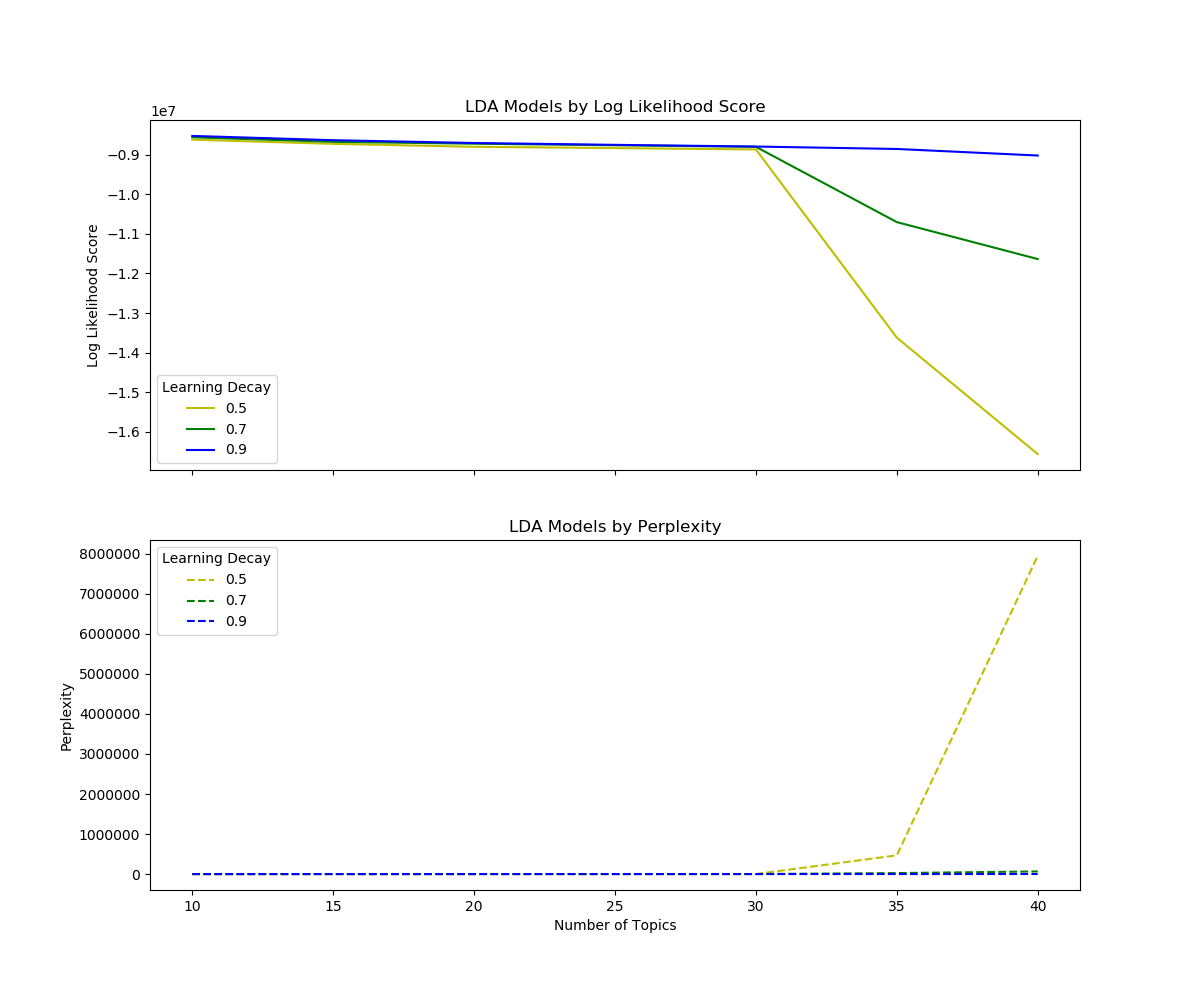 LDA Models by Log Likelihood Score
1e7
−0.9
−1.0
−1.1
−1.2
−1.3
−1.4
−1.5
−1.6
Log Likelihood Score
Learning Decay
0.5
0.7
0.9
LDA Models by Perplexity
8000000
7000000
6000000
5000000
4000000
3000000
2000000
1000000
0
Perplexity
Learning Decay
0.5
0.7
0.9
10 15 20 25 30 35 40
Number of Topics